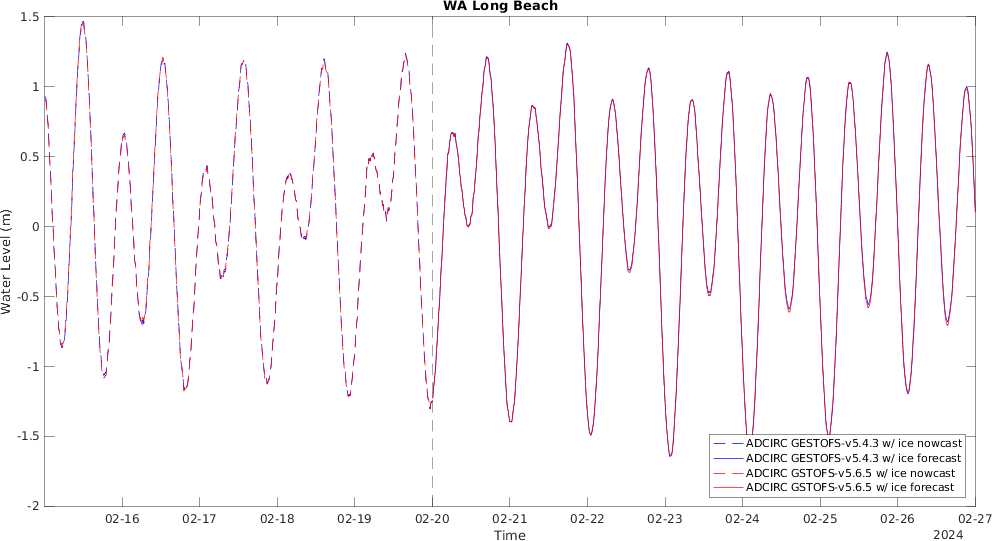 WA Long Beach
1.5
1
0.5
0
-0.5
-1
-1.5
-2
Water Level (m)
ADCIRC GESTOFS-v5.4.3 w/ ice nowcast
ADCIRC GESTOFS-v5.4.3 w/ ice forecast
ADCIRC GSTOFS-v5.6.5 w/ ice nowcast
ADCIRC GSTOFS-v5.6.5 w/ ice forecast
02-16 02-17 02-18 02-19 02-20 02-21 02-22 02-23 02-24 02-25 02-26 02-27
Time 2024